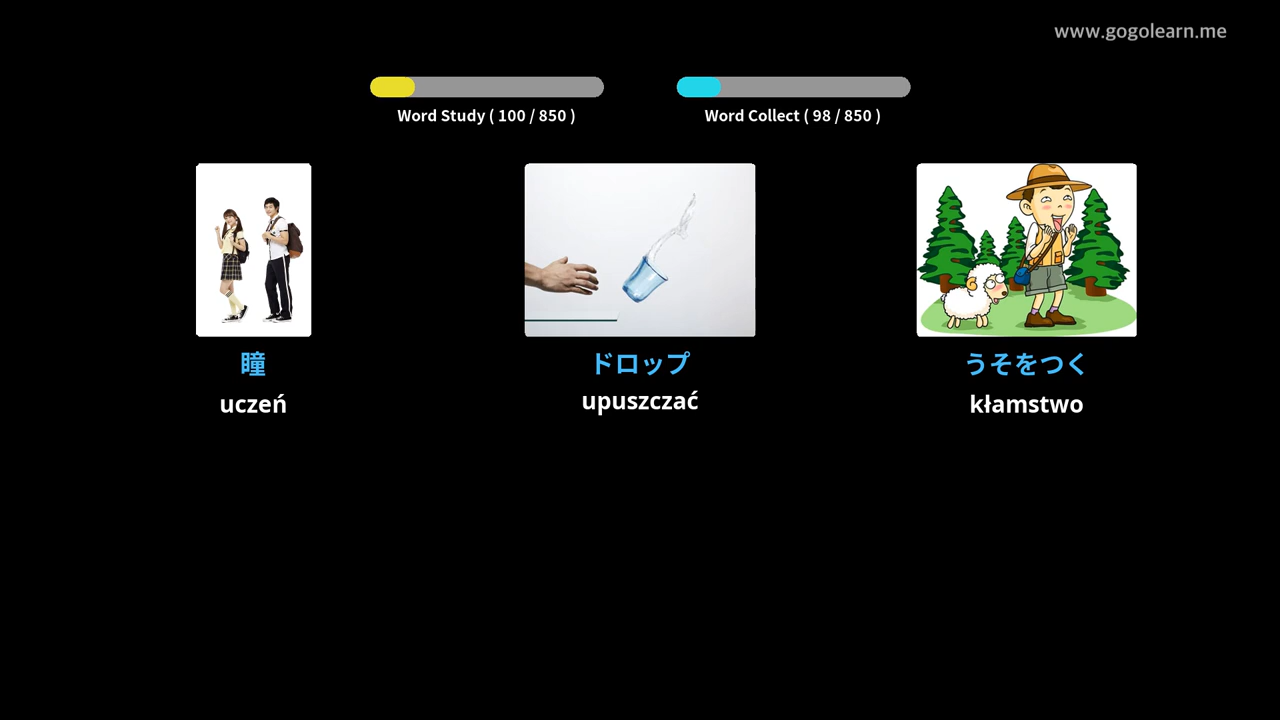 www.gogolearn.me
Word Study ( 100 / 850 )
Word Collect ( 98 / 850 )
瞳
ドロップ
うそをつく
uczeń
upuszczać
kłamstwo